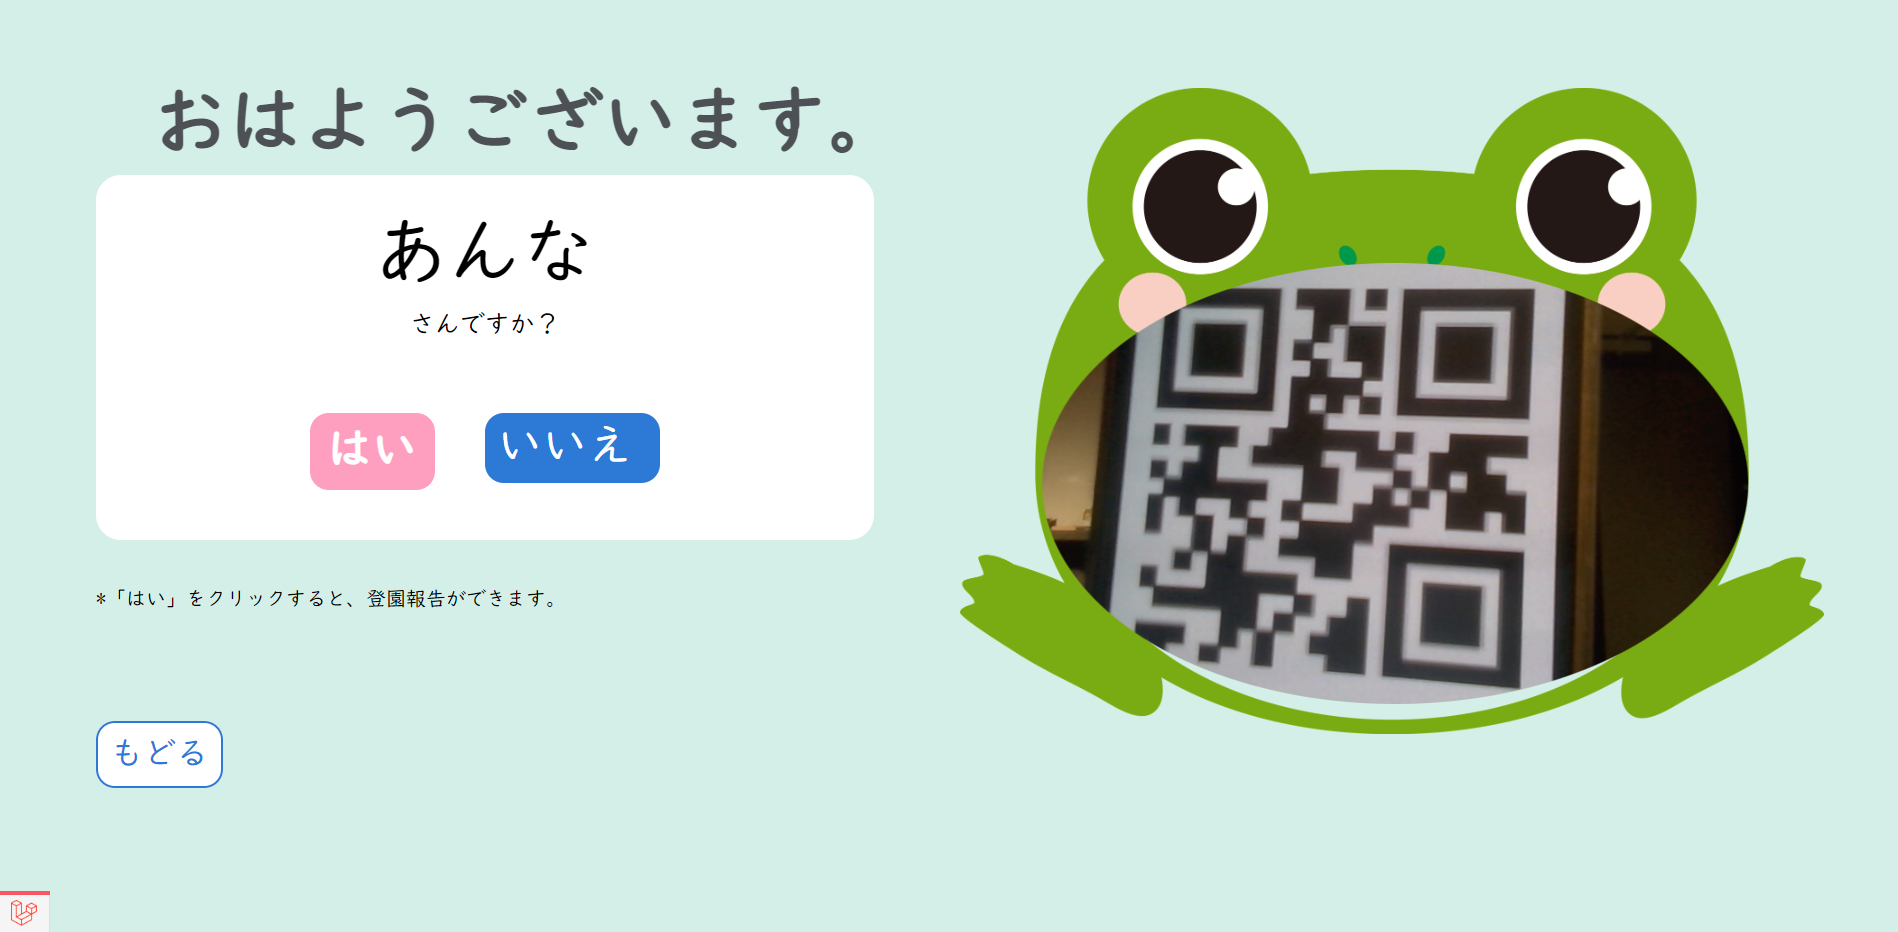 おはようございます。
あんな
さんですか？
はい
いいえ
*「はい」をクリックすると、登園報告ができます。
もどる